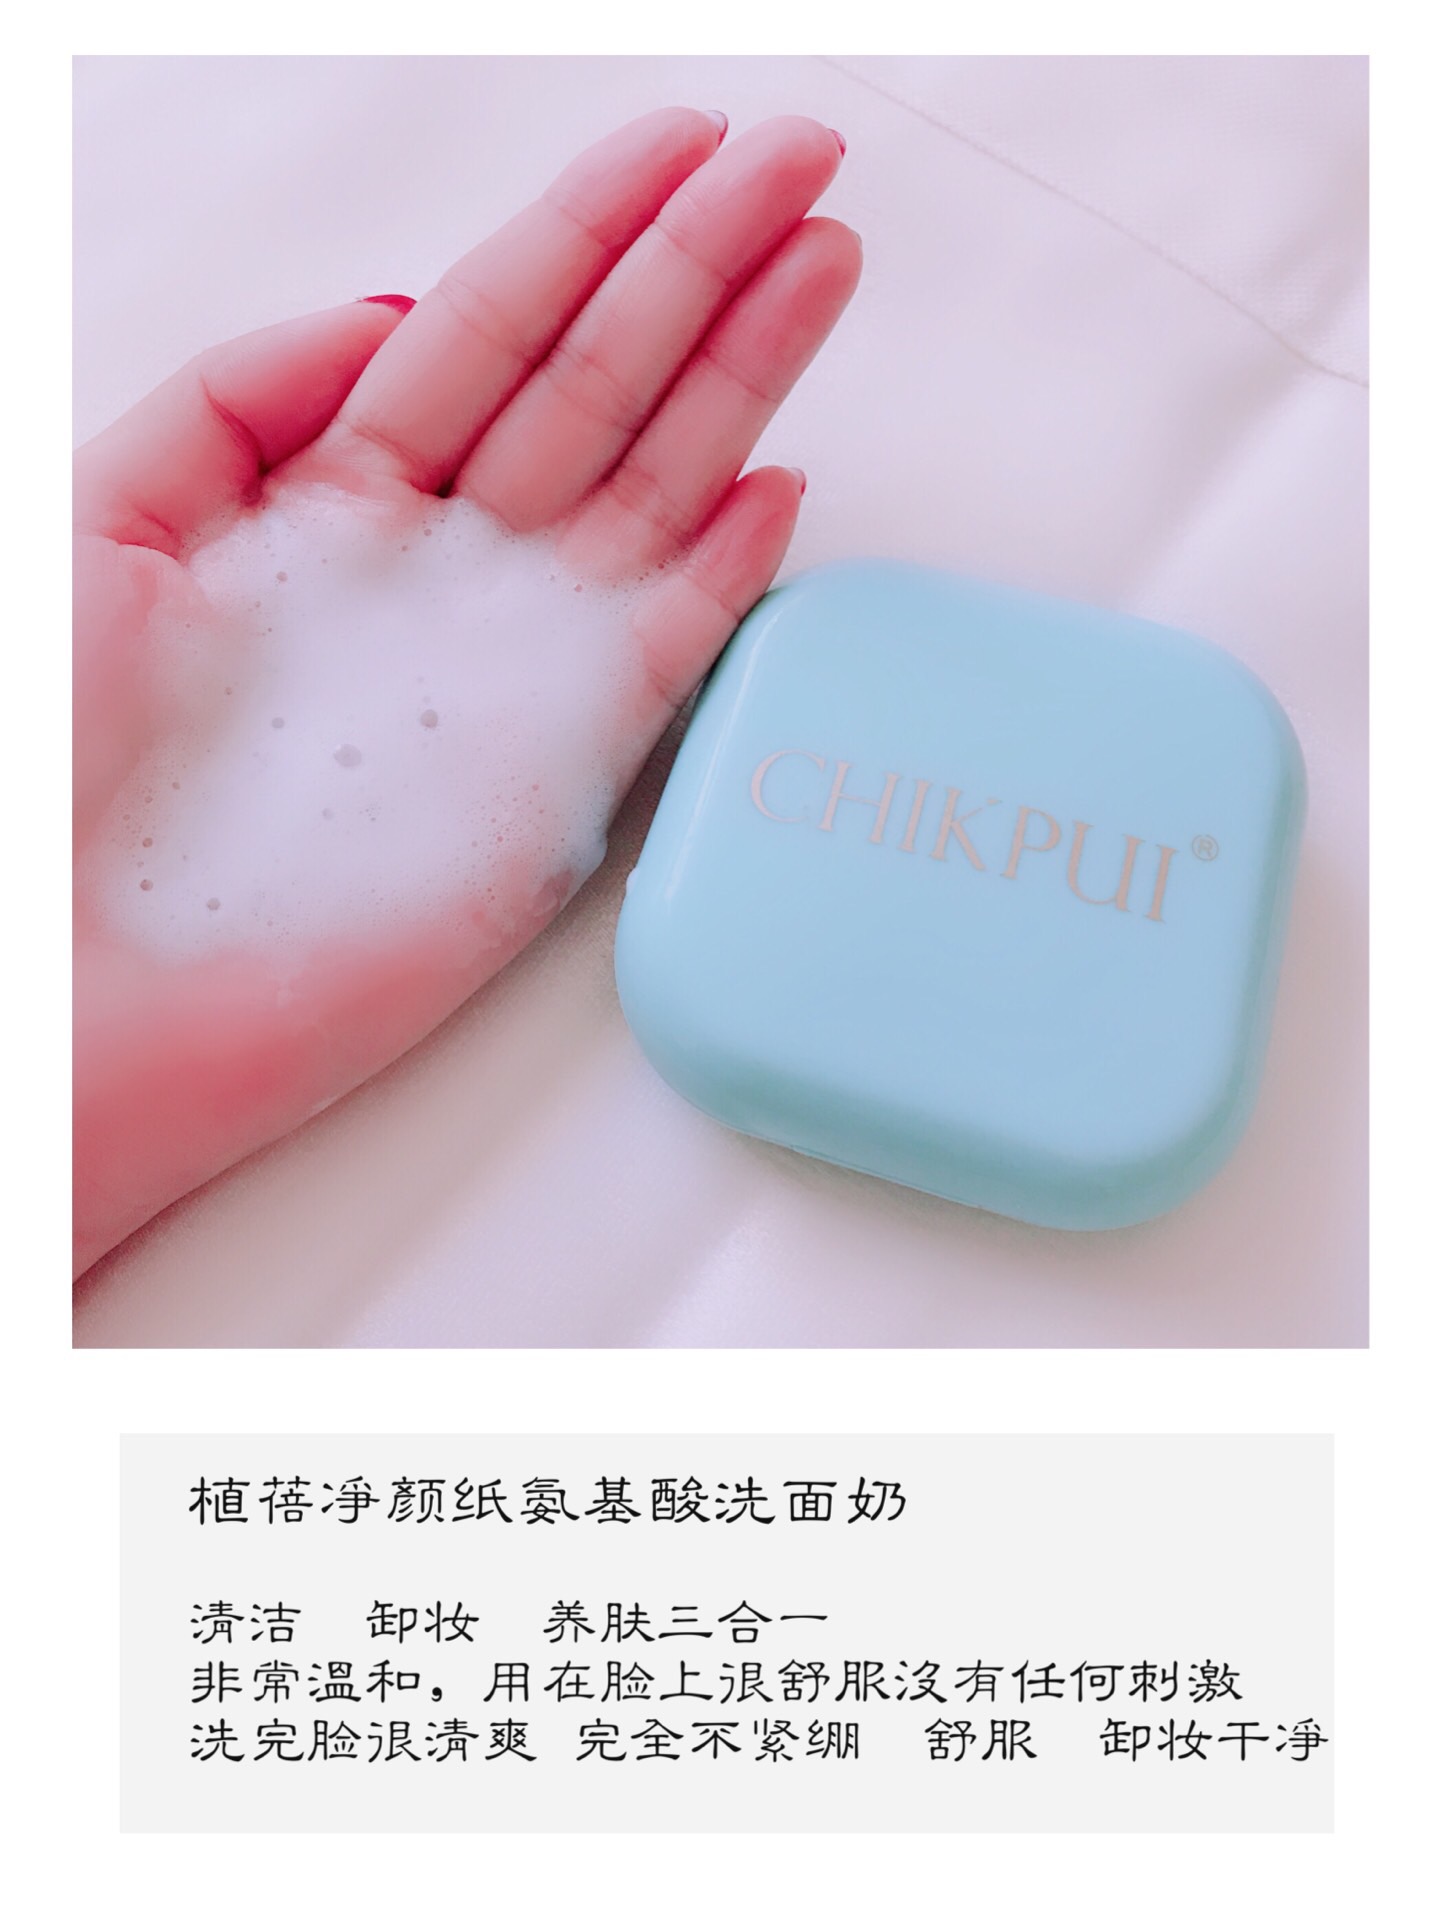 CHIKPUI®
植蓓净颜纸氨基酸洗面奶
清洁 卸妆 养肤三合一
非常温和，用在脸上很舒服没有任何刺激
洗完脸很清爽 完全不紧绷 舒服 卸妆干净